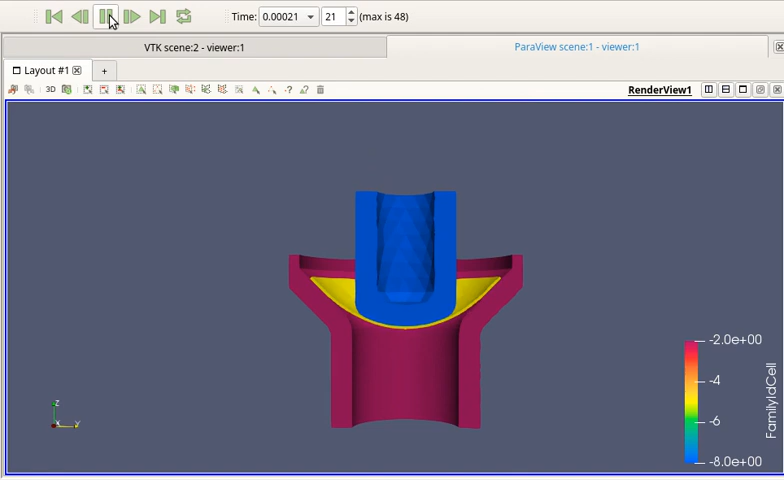 Time: 0.00021 21 (max is 48)
VTK scene:2 - viewer:1 ParaView scene:1 - viewer:1
Layout #1 +
3D RenderView1
-2.0e+00
-4
-6
-8.0e+00
FamilyIdCell
Z
X Y